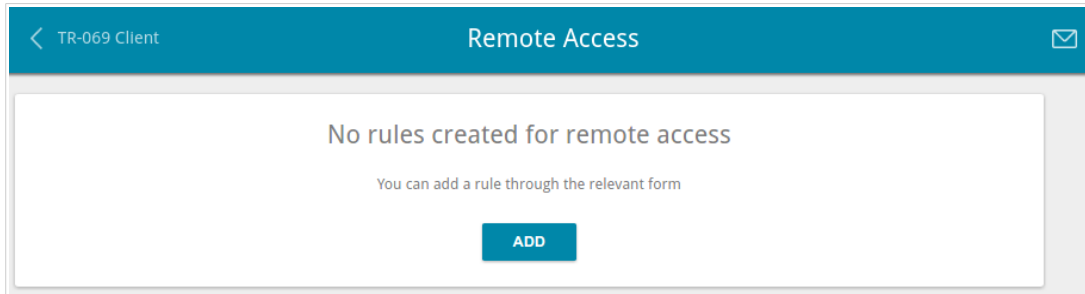 TR-069 Client
Remote Access
No rules created for remote access
You can add a rule through the relevant form
ADD